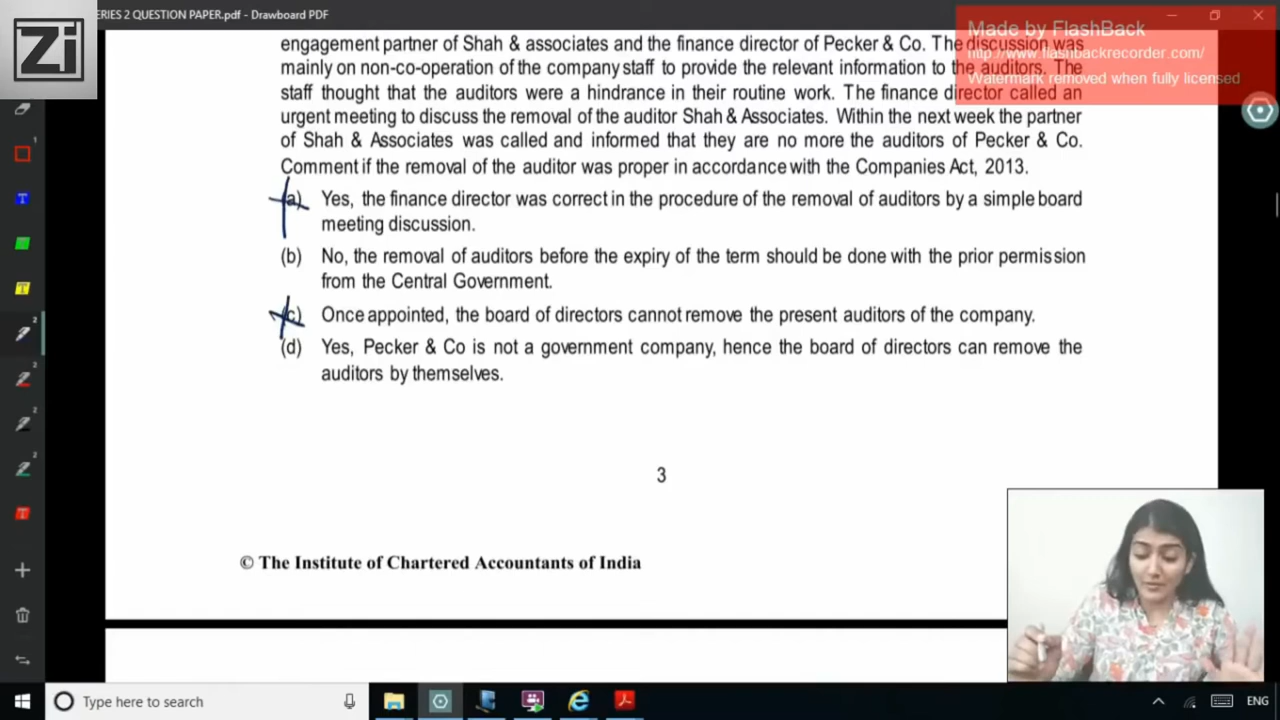 Zi
ERIES 2 QUESTION PAPER.pdf - Drawboard PDF
Made by FlashBack
http://www.flashbackrecorder.com/
Watermark removed when fully licensed
engagement partner of Shah & associates and the finance director of Pecker & Co. The discussion was
mainly on non-co-operation of the company staff to provide the relevant information to the auditors. The
staff thought that the auditors were a hindrance in their routine work. The finance director called an
urgent meeting to discuss the removal of the auditor Shah & Associates. Within the next week the partner
of Shah & Associates was called and informed that they are no more the auditors of Pecker & Co.
Comment if the removal of the auditor was proper in accordance with the Companies Act, 2013.
(a) Yes, the finance director was correct in the procedure of the removal of auditors by a simple board
meeting discussion.
(b) No, the removal of auditors before the expiry of the term should be done with the prior permission
from the Central Government.
(c) Once appointed, the board of directors cannot remove the present auditors of the company.
(d) Yes, Pecker & Co is not a government company, hence the board of directors can remove the
auditors by themselves.
3
© The Institute of Chartered Accountants of India
Type here to search
ENG